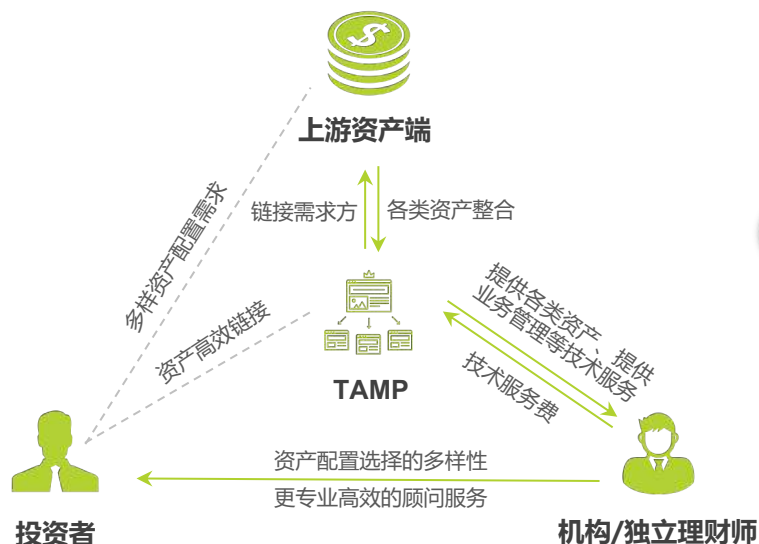 上游资产端
链接需求方
各类资产整合
多样资产配置需求
资产高效链接
TAMP
提供各类资产、提供
业务管理等技术服务
技术服务费
资产配置选择的多样性
更专业高效的顾问服务
投资者
机构/独立理财师